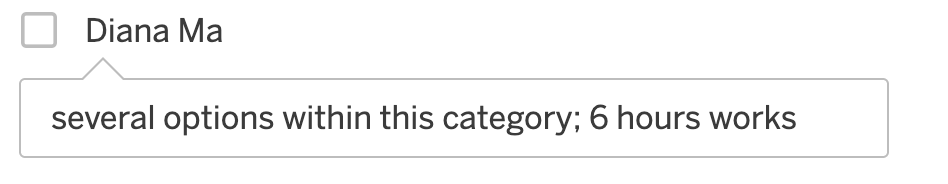 Diana Ma
several options within this category; 6 hours works